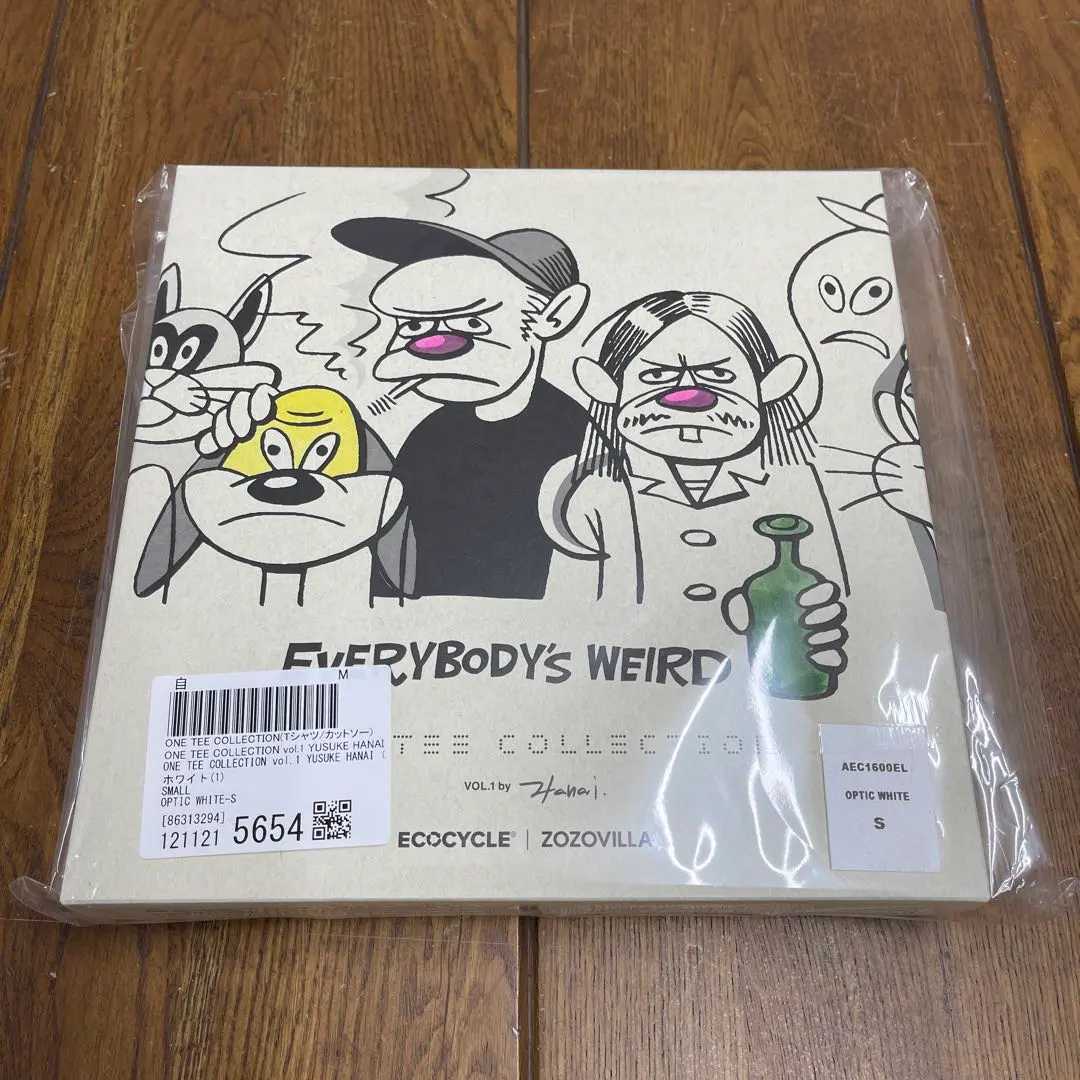 EVERYBODY'S WEIRD
TEE COLLECTION
VOL.1 by Hanai.
ECOCYCLE® | ZOZOVILLA
自 M
ONE TEE COLLECTION(Tシャツ/カットソー)
ONE TEE COLLECTION vol.1 YUSUKE HANAI
ONE TEE COLLECTION vol.1 YUSUKE HANAI (
ホワイト(1)
SMALL
OPTIC WHITE-S
[86313294]
121121 5654
AEC1600EL
OPTIC WHITE
S